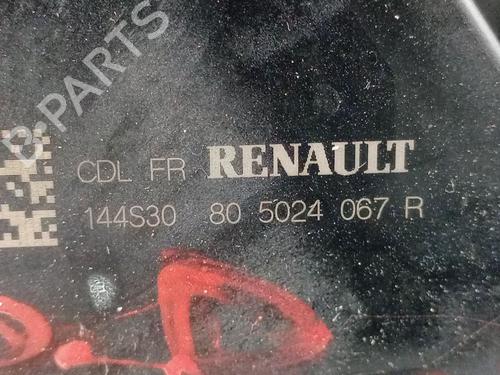 B-PARTS
CDL FR RENAULT
144S30 80 5024 067 R